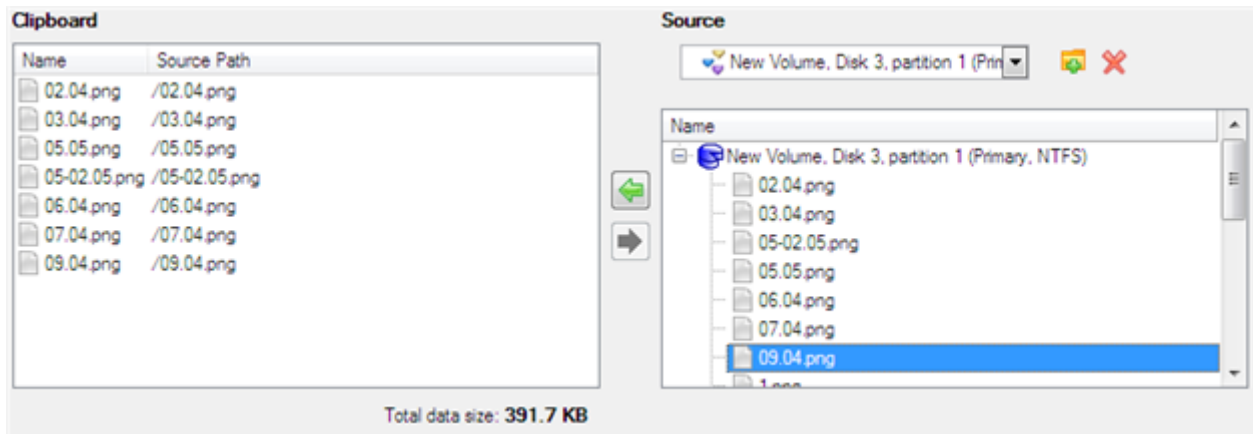 Clipboard
Name Source Path
02.04.png /02.04.png
03.04.png /03.04.png
05.05.png /05.05.png
05-02.05.png /05-02.05.png
06.04.png /06.04.png
07.04.png /07.04.png
09.04.png /09.04.png
Total data size: 391.7 KB
Source
New Volume, Disk 3, partition 1 (Prin
Name
New Volume, Disk 3, partition 1 (Primary, NTFS)
02.04.png
03.04.png
05-02.05.png
05.05.png
06.04.png
07.04.png
09.04.png
1.png